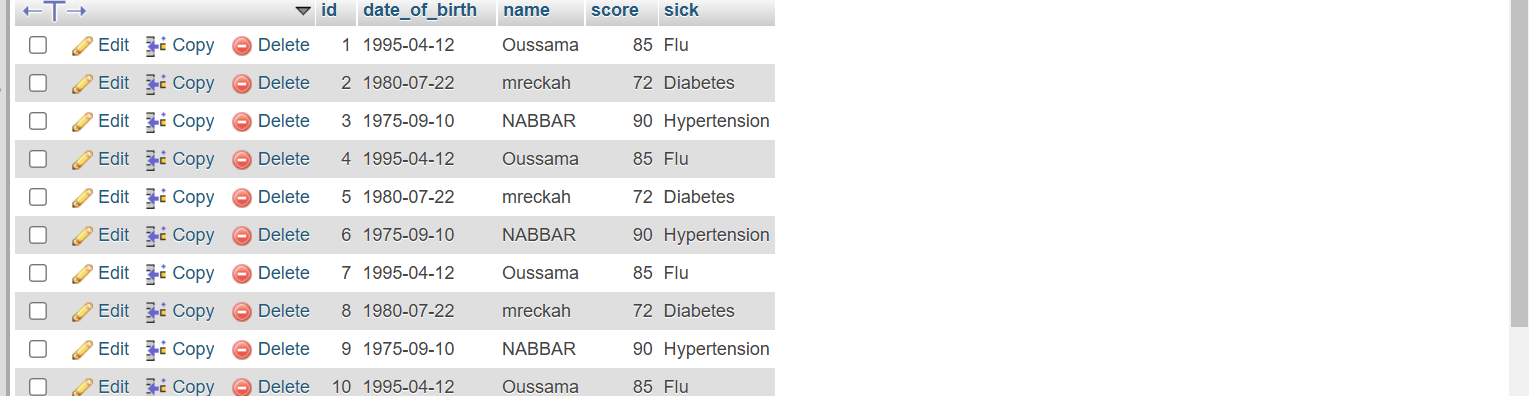 id date_of_birth name score sick
Edit Copy Delete 1 1995-04-12 Oussama 85 Flu
Edit Copy Delete 2 1980-07-22 mreckah 72 Diabetes
Edit Copy Delete 3 1975-09-10 NABBAR 90 Hypertension
Edit Copy Delete 4 1995-04-12 Oussama 85 Flu
Edit Copy Delete 5 1980-07-22 mreckah 72 Diabetes
Edit Copy Delete 6 1975-09-10 NABBAR 90 Hypertension
Edit Copy Delete 7 1995-04-12 Oussama 85 Flu
Edit Copy Delete 8 1980-07-22 mreckah 72 Diabetes
Edit Copy Delete 9 1975-09-10 NABBAR 90 Hypertension
Edit Copy Delete 10 1995-04-12 Oussama 85 Flu